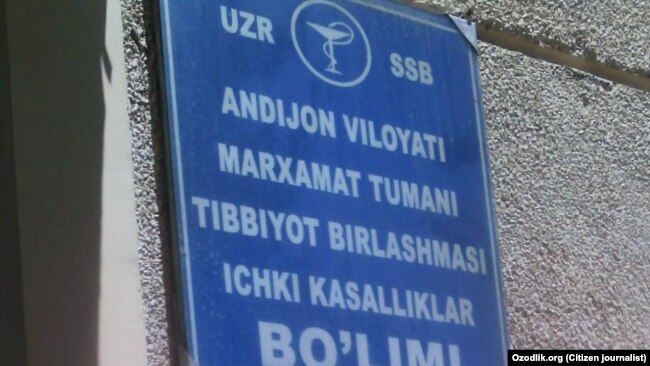 UZR SSB
ANDIJON VILOYATI
MARXAMAT TUMANI
TIBBIYOT BIRLASHMASI
ICHKI KASALLIKLAR
BO'LIMI
Ozodlik.org (Citizen journalist)